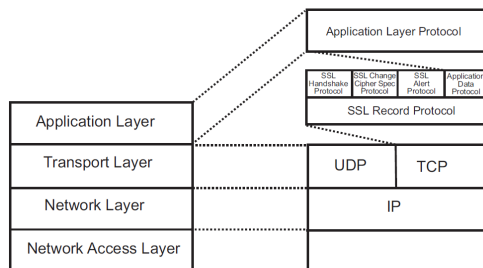 Application Layer Protocol
SSL
Handshake
Protocol
SSL Change
Cipher Spec
Protocol
SSL
Alert
Protocol
Application
Data
Protocol
SSL Record Protocol
Application Layer
Transport Layer
UDP
TCP
Network Layer
IP
Network Access Layer